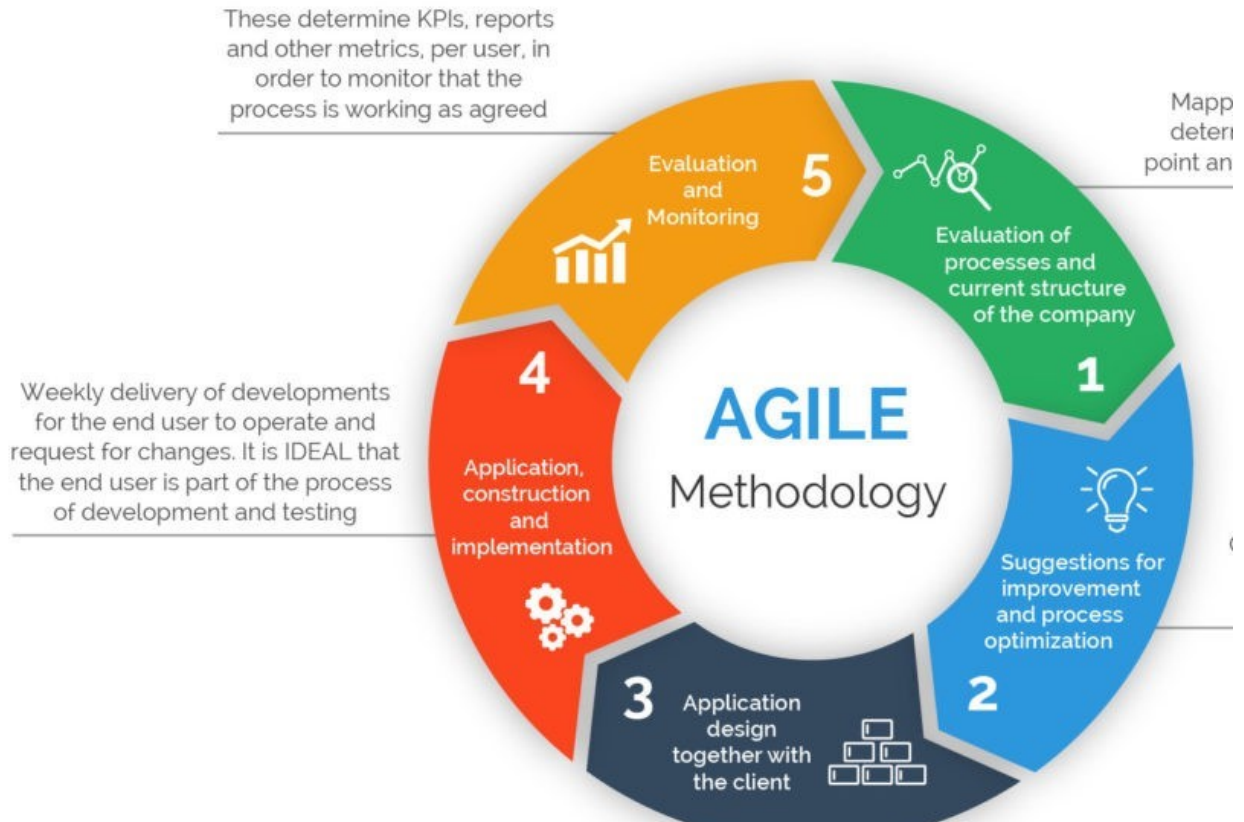 These determine KPIs, reports
and other metrics, per user, in
order to monitor that the
process is working as agreed
Mapp
deterr
point an
Evaluation
and
Monitoring
5
Evaluation of
processes and
current structure
of the company
1
Weekly delivery of developments
for the end user to operate and
request for changes. It is IDEAL that
the end user is part of the process
of development and testing
4
Application,
construction
and
implementation
AGILE
Methodology
Suggestions for
improvement
and process
optimization
2
3
Application
design
together with
the client